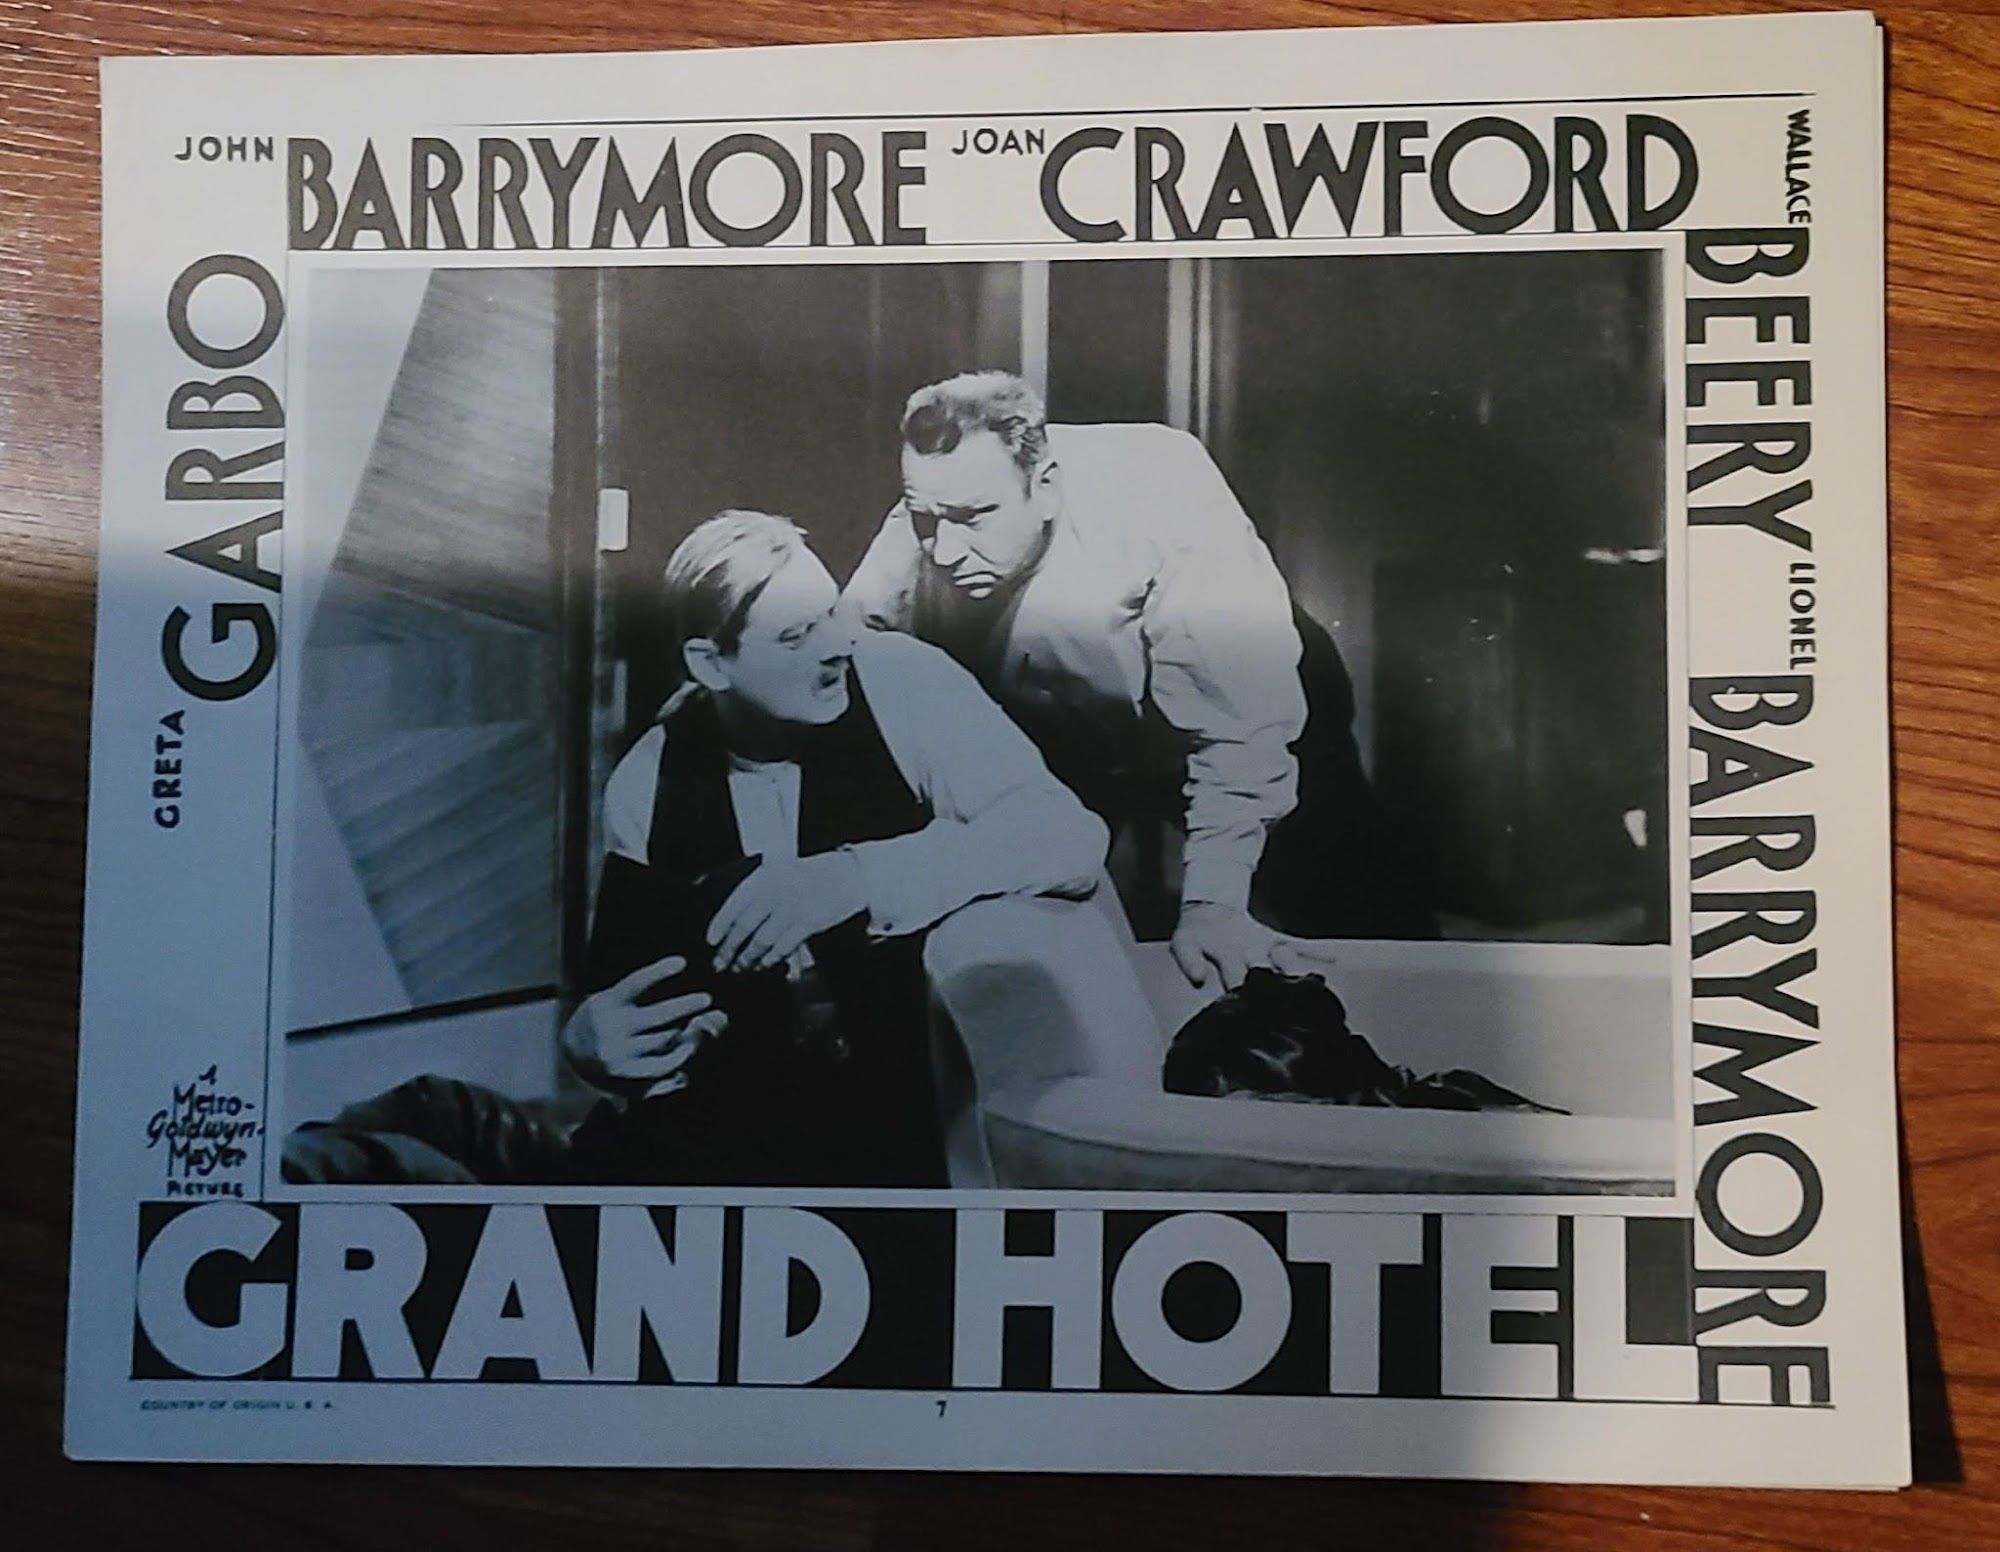 GRETA GARBO
JOHN BARRYMORE JOAN CRAWFORD
WALLACE BEERY LIONEL BARRYMORE
A
Metro-
Goldwyn-
Mayer
PICTURE
GRAND HOTEL
COUNTRY OF ORIGIN U. S. A.
7